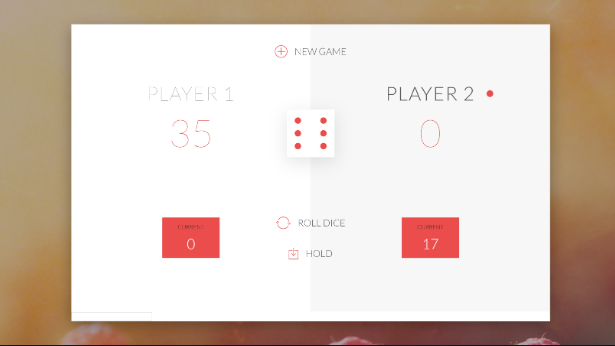 NEW GAME
PLAYER 1
PLAYER 2
35
0
ROLL DICE
CURRENT
0
CURRENT
17
HOLD